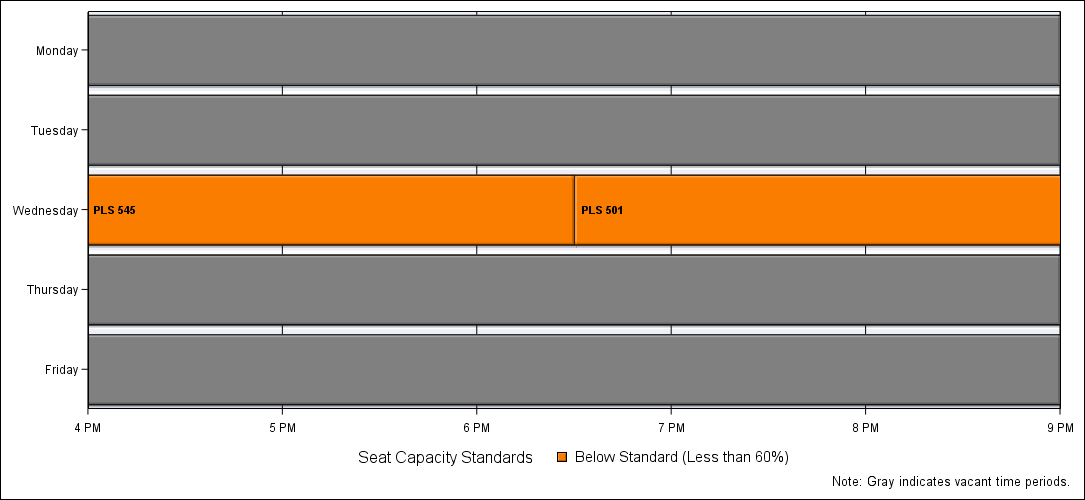 Monday
Tuesday
Wednesday
PLS 545
PLS 501
Thursday
Friday
4 PM
5 PM
6 PM
7 PM
8 PM
9 PM
Seat Capacity Standards
Below Standard (Less than 60%)
Note: Gray indicates vacant time periods.